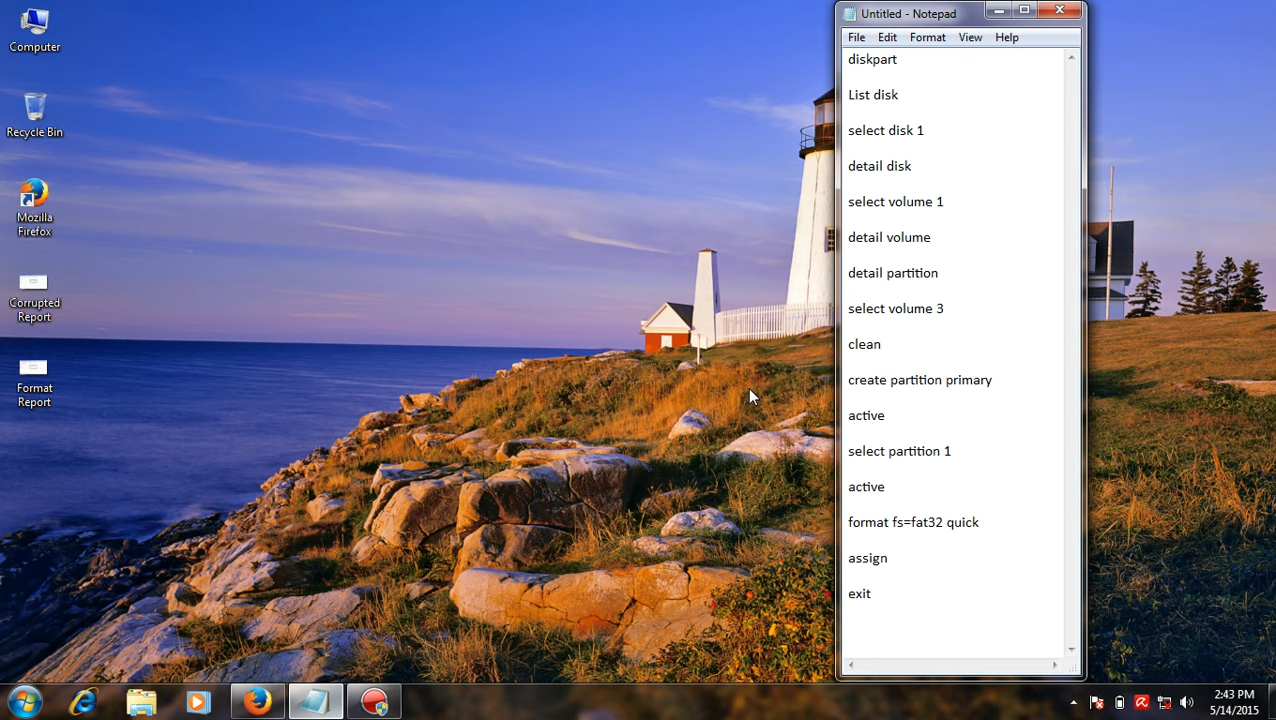 Computer
Recycle Bin
Mozilla
Firefox
Corrupted
Report
Format
Report
Untitled - Notepad
File Edit Format View Help
diskpart
List disk
select disk 1
detail disk
select volume 1
detail volume
detail partition
select volume 3
clean
create partition primary
active
select partition 1
active
format fs=fat32 quick
assign
exit
2:43 PM
5/14/2015